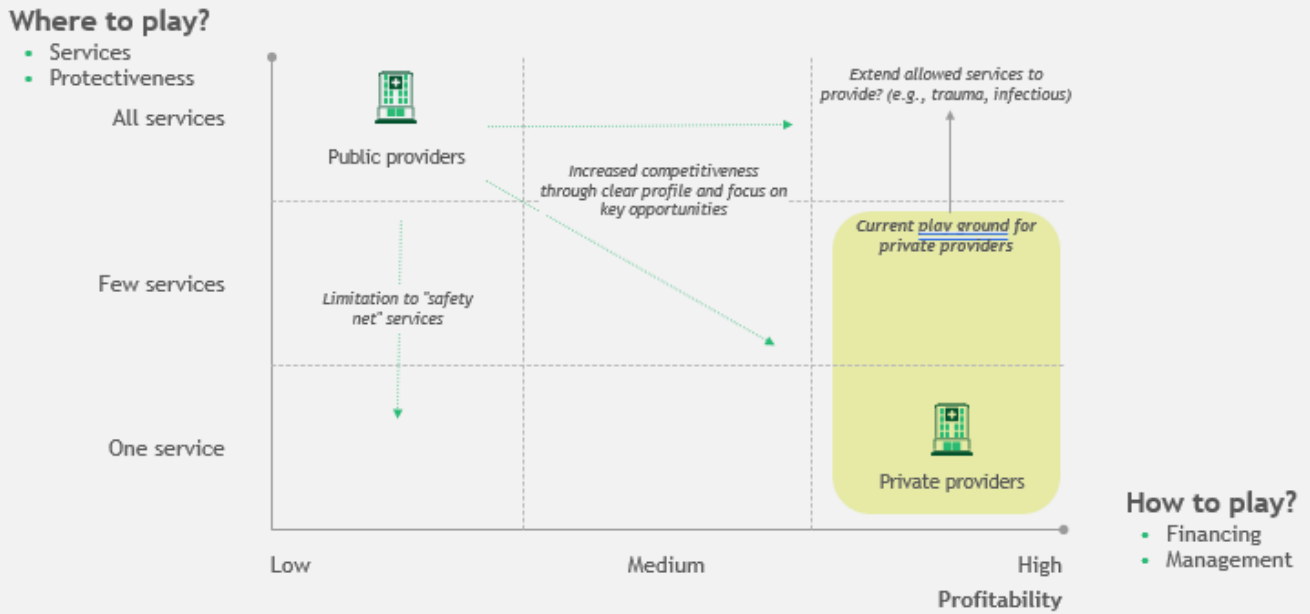 Where to play?
• Services
• Protectiveness
All services
Public providers
Extend allowed services to
provide? (e.g., trauma, infectious)
Increased competitiveness
through clear profile and focus on
key opportunities
Current play ground for
private providers
Few services
Limitation to "safety
net" services
One service
Private providers
How to play?
• Financing
• Management
Low
Medium
High
Profitability